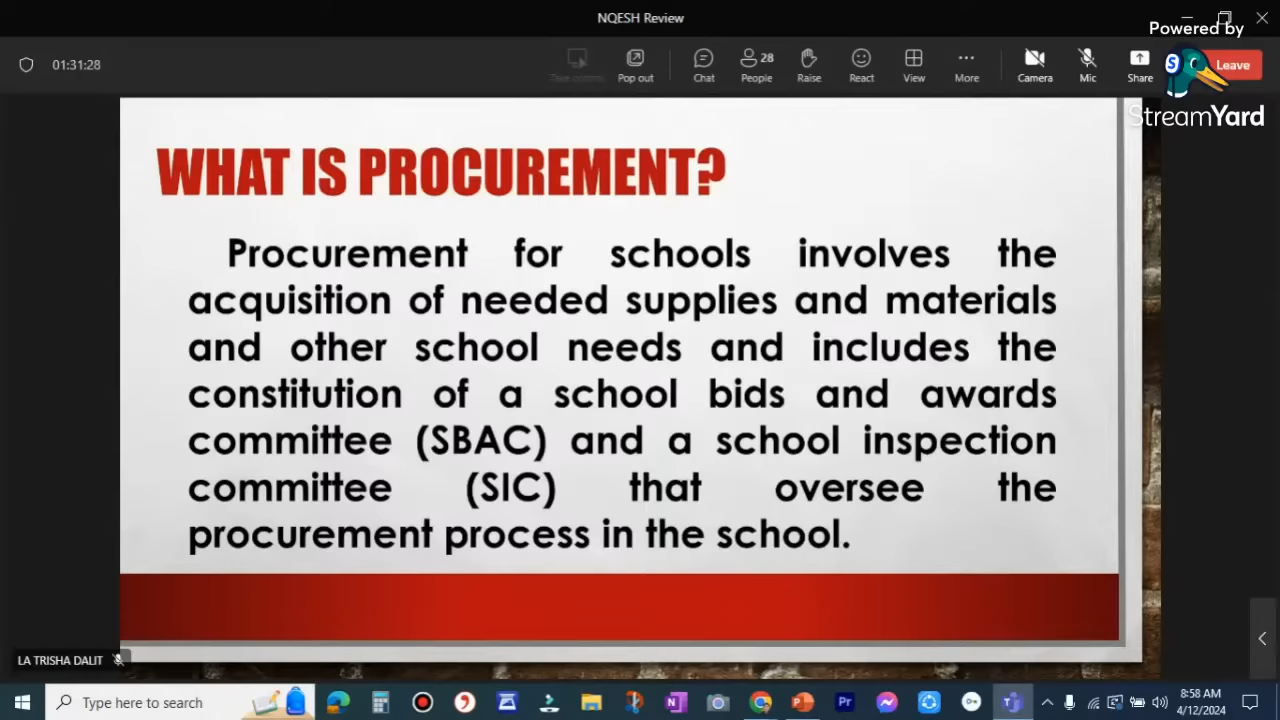 NQESH Review
Powered by
01:31:28
Take control
Pop out
Chat
28
People
Raise
React
View
More
Camera
Mic
Share
Leave
StreamYard
WHAT IS PROCUREMENT?
Procurement for schools involves the
acquisition of needed supplies and materials
and other school needs and includes the
constitution of a school bids and awards
committee (SBAC) and a school inspection
committee (SIC) that oversee the
procurement process in the school.
LA TRISHA DALIT
Type here to search
Pr
8:58 AM
4/12/2024